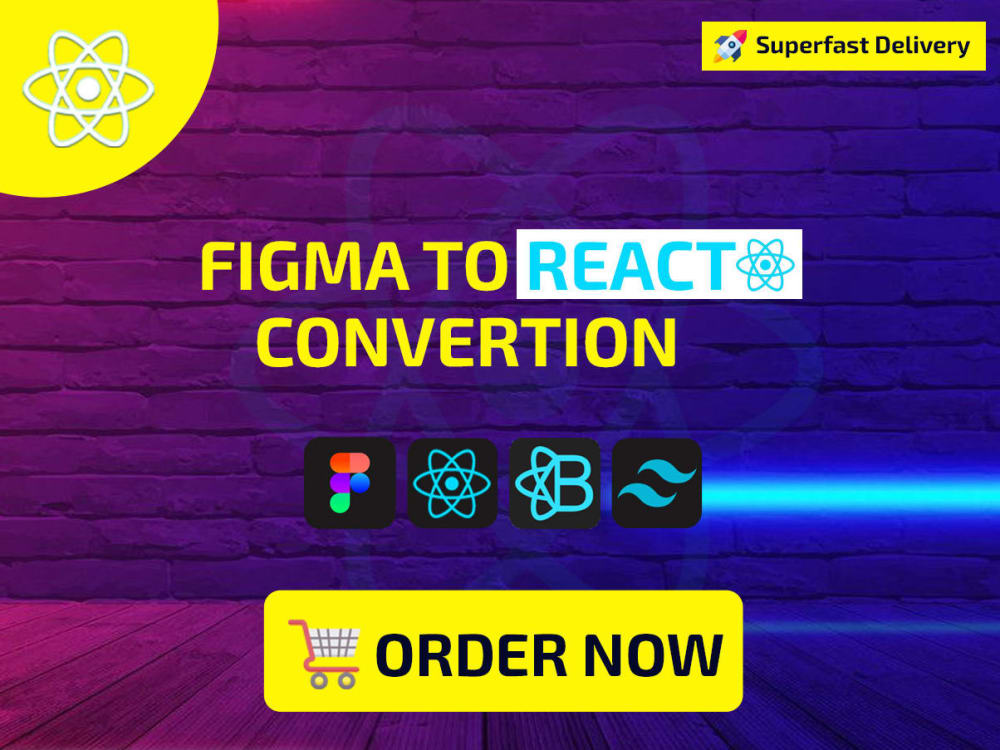 Superfast Delivery
FIGMA TO REACT
CONVERTION
ORDER NOW